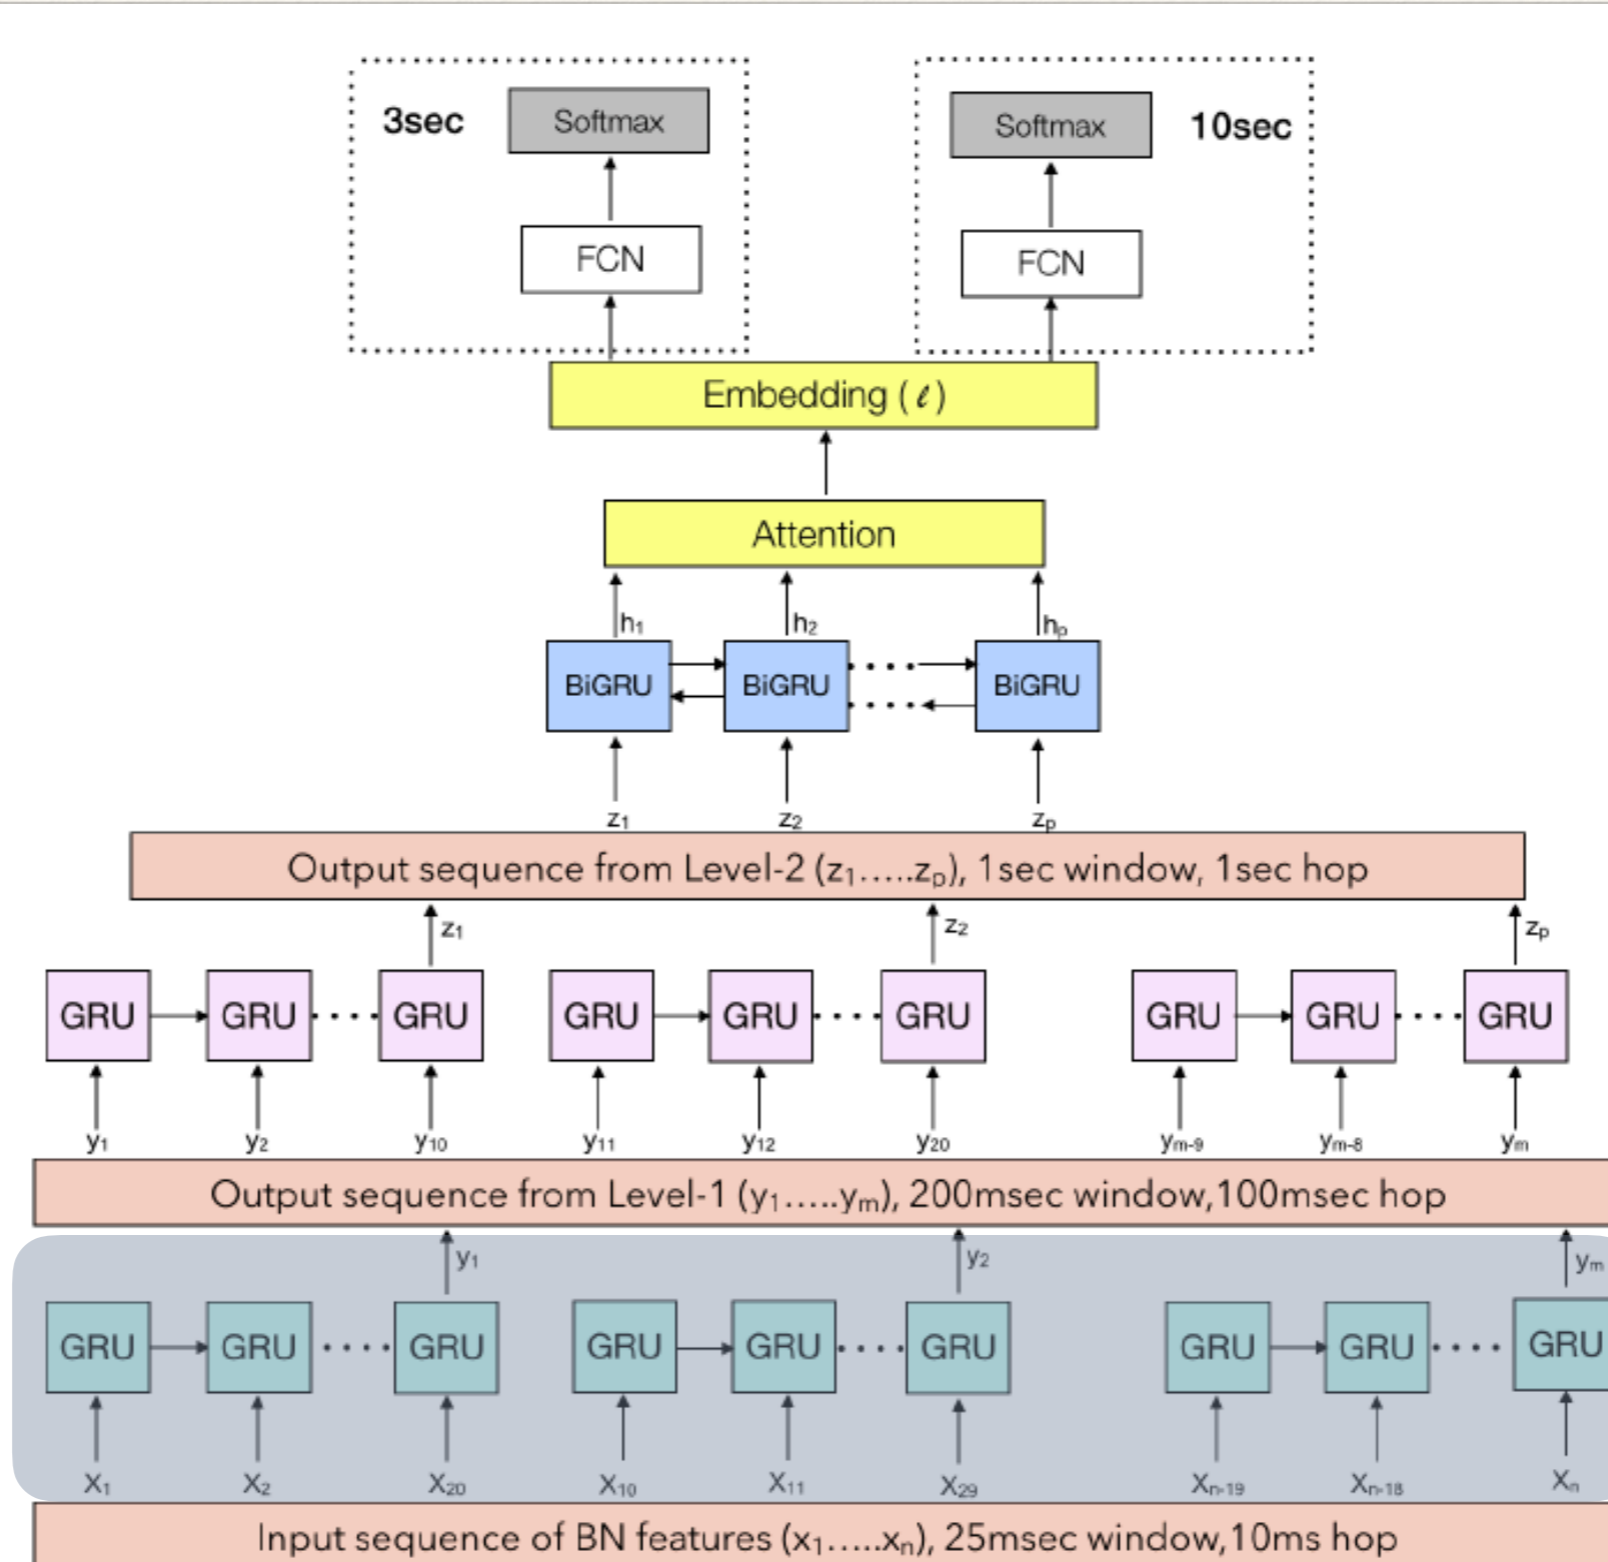 3sec Softmax Softmax 10sec
FCN FCN
Embedding ( ℓ )
Attention
h₁ h₂ hₚ
BiGRU BiGRU BiGRU
z₁ z₂ zₚ
Output sequence from Level-2 (z₁.....zₚ), 1sec window, 1sec hop
z₁ z₂ zₚ
GRU GRU GRU GRU GRU GRU GRU GRU GRU
y₁ y₂ y₁₀ y₁₁ y₁₂ y₂₀ yₘ₋₉ yₘ₋₈ yₘ
Output sequence from Level-1 (y₁.....yₘ), 200msec window,100msec hop
y₁ y₂ yₘ
GRU GRU GRU GRU GRU GRU GRU GRU GRU
X₁ X₂ X₂₀ X₁₀ X₁₁ X₂₉ Xₙ₋₁₉ Xₙ₋₁₈ Xₙ
Input sequence of BN features (x₁.....xₙ), 25msec window,10ms hop